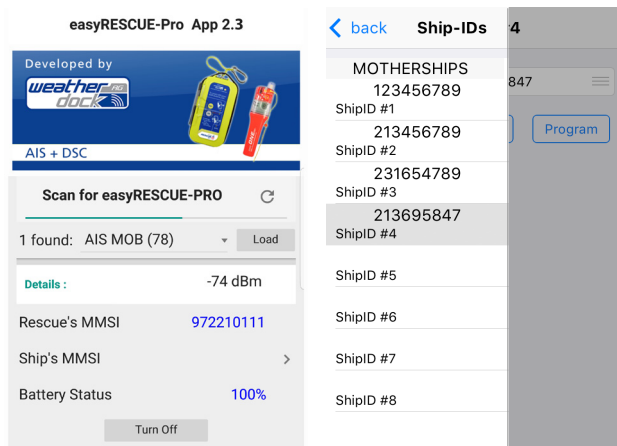 easyRESCUE-Pro App 2.3
Developed by
weather AG
dock
AIS + DSC
Scan for easyRESCUE-PRO
1 found: AIS MOB (78) Load
Details : -74 dBm
Rescue's MMSI 972210111
Ship's MMSI
Battery Status 100%
Turn Off
back Ship-IDs 4
MOTHERSHIPS
123456789
ShipID #1
213456789
ShipID #2
231654789
ShipID #3
213695847
ShipID #4
ShipID #5
ShipID #6
ShipID #7
ShipID #8
847
Program